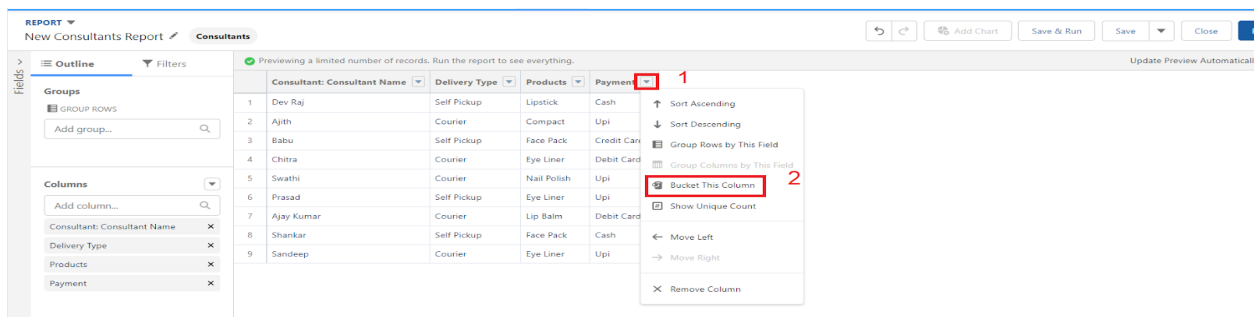 REPORT
New Consultants Report Consultants
Add Chart Save & Run Save Close
Fields
Outline Filters
Previewing a limited number of records. Run the report to see everything. Update Preview Automatically
Groups
GROUP ROWS
Add group...
Columns
Add column...
Consultant: Consultant Name
Delivery Type
Products
Payment
Consultant: Consultant Name Delivery Type Products Payment 1
1 Dev Raj Self Pickup Lipstick Cash
2 Ajith Courier Compact Upi
3 Babu Self Pickup Face Pack Credit Car
4 Chitra Courier Eye Liner Debit Card
5 Swathi Courier Nail Polish Upi
6 Prasad Self Pickup Eye Liner Upi
7 Ajay Kumar Courier Lip Balm Debit Card
8 Shankar Self Pickup Face Pack Cash
9 Sandeep Courier Eye Liner Upi
Sort Ascending
Sort Descending
Group Rows by This Field
Group Columns by This Field
Bucket This Column 2
Show Unique Count
Move Left
Move Right
Remove Column